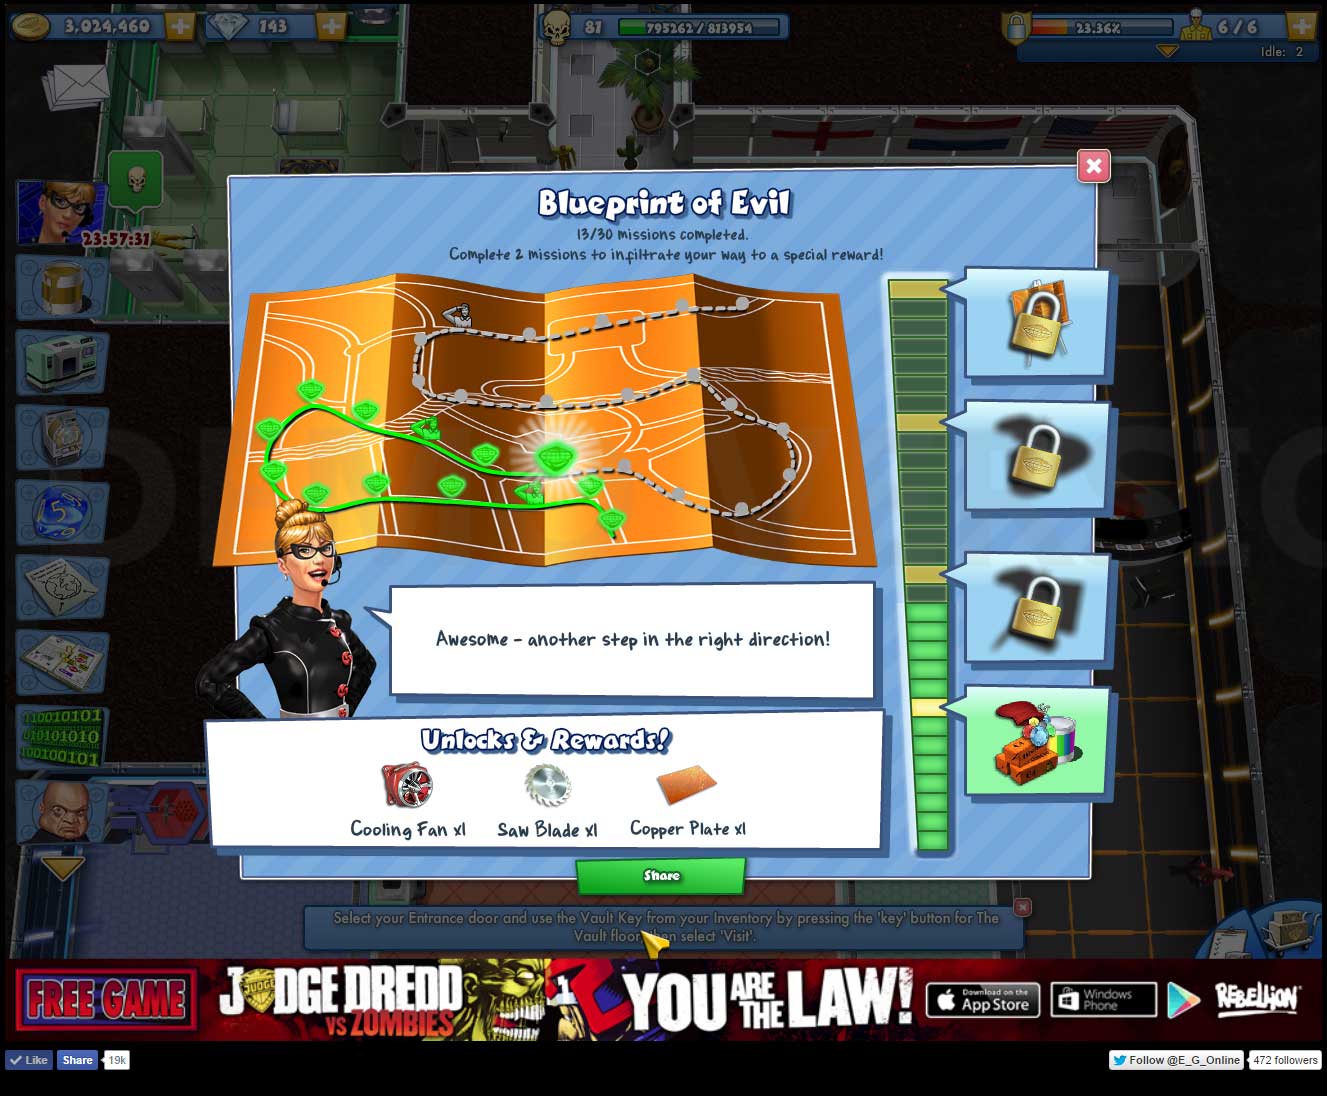 3,024,460
143
81
795262 / 813954
23.36%
6 / 6
Idle: 2
23:57:31
Blueprint of Evil
13/30 missions completed.
Complete 2 missions to infiltrate your way to a special reward!
5
Awesome - another step in the right direction!
110010101
010101010
100100101
Unlocks & Rewards!
Cooling Fan x1
Saw Blade x1
Copper Plate x1
Share
Select your Entrance door and use the Vault Key from your Inventory by pressing the 'key' button for The
Vault floor, then select 'Visit'.
FREE GAME
JUDGE DREDD
VS ZOMBIES
JUDGE
YOU ARE THE LAW!
Download on the
App Store
Windows
Phone
REBELLION
Like
Share
19k
Follow @E_G_Online
472 followers